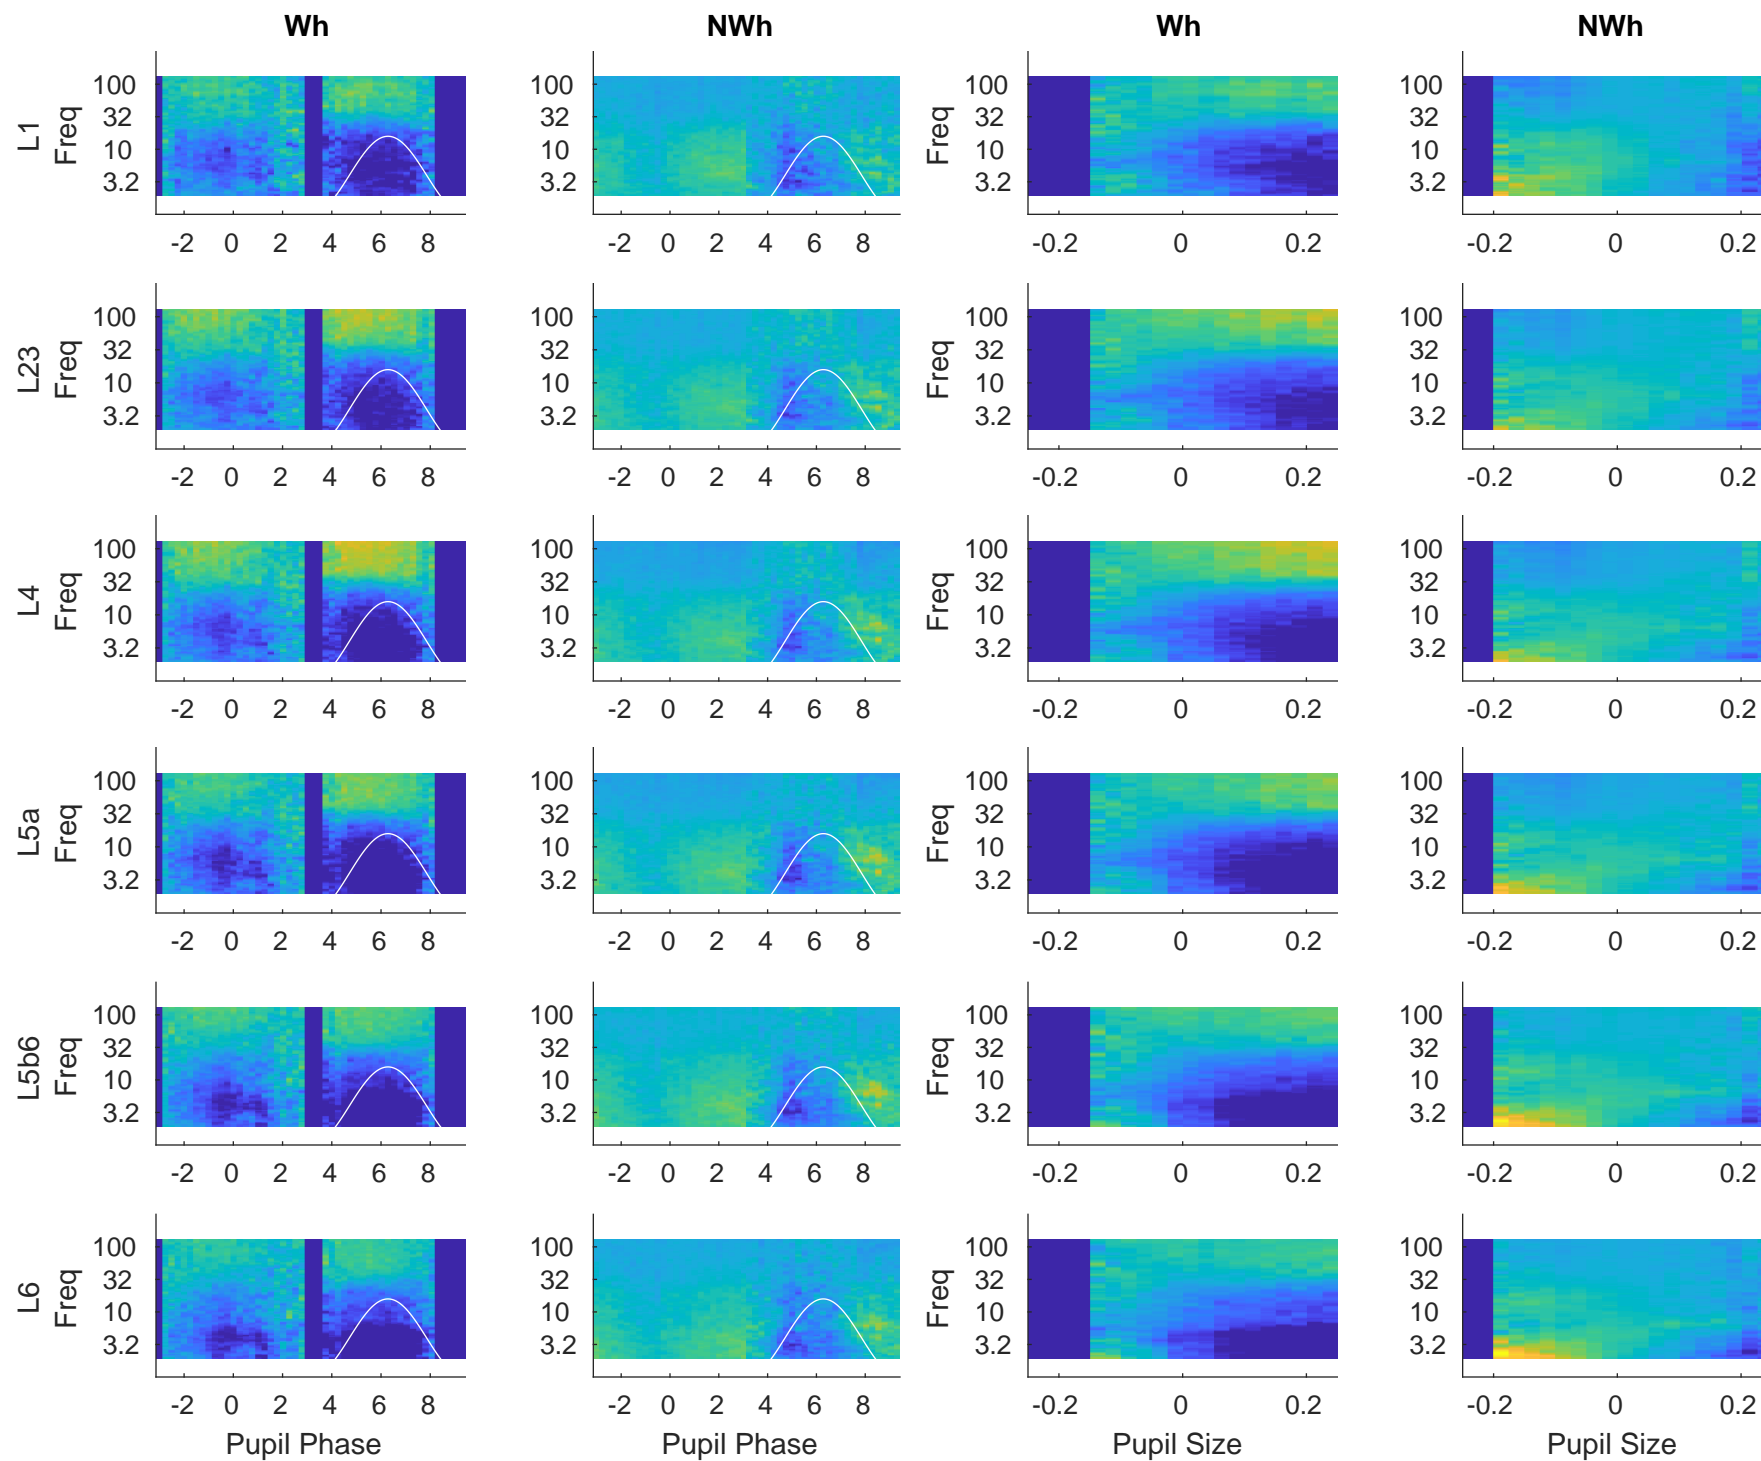 Wh NWh Wh NWh
L1 Freq 100 32 10 3.2 100 32 10 3.2 Freq 100 32 10 3.2 100 32 10 3.2
-2 0 2 4 6 8 -2 0 2 4 6 8 -0.2 0 0.2 -0.2 0 0.2
L23 Freq 100 32 10 3.2 100 32 10 3.2 Freq 100 32 10 3.2 100 32 10 3.2
-2 0 2 4 6 8 -2 0 2 4 6 8 -0.2 0 0.2 -0.2 0 0.2
L4 Freq 100 32 10 3.2 100 32 10 3.2 Freq 100 32 10 3.2 100 32 10 3.2
-2 0 2 4 6 8 -2 0 2 4 6 8 -0.2 0 0.2 -0.2 0 0.2
L5a Freq 100 32 10 3.2 100 32 10 3.2 Freq 100 32 10 3.2 100 32 10 3.2
-2 0 2 4 6 8 -2 0 2 4 6 8 -0.2 0 0.2 -0.2 0 0.2
L5b6 Freq 100 32 10 3.2 100 32 10 3.2 Freq 100 32 10 3.2 100 32 10 3.2
-2 0 2 4 6 8 -2 0 2 4 6 8 -0.2 0 0.2 -0.2 0 0.2
L6 Freq 100 32 10 3.2 100 32 10 3.2 Freq 100 32 10 3.2 100 32 10 3.2
-2 0 2 4 6 8 -2 0 2 4 6 8 -0.2 0 0.2 -0.2 0 0.2
Pupil Phase Pupil Phase Pupil Size Pupil Size